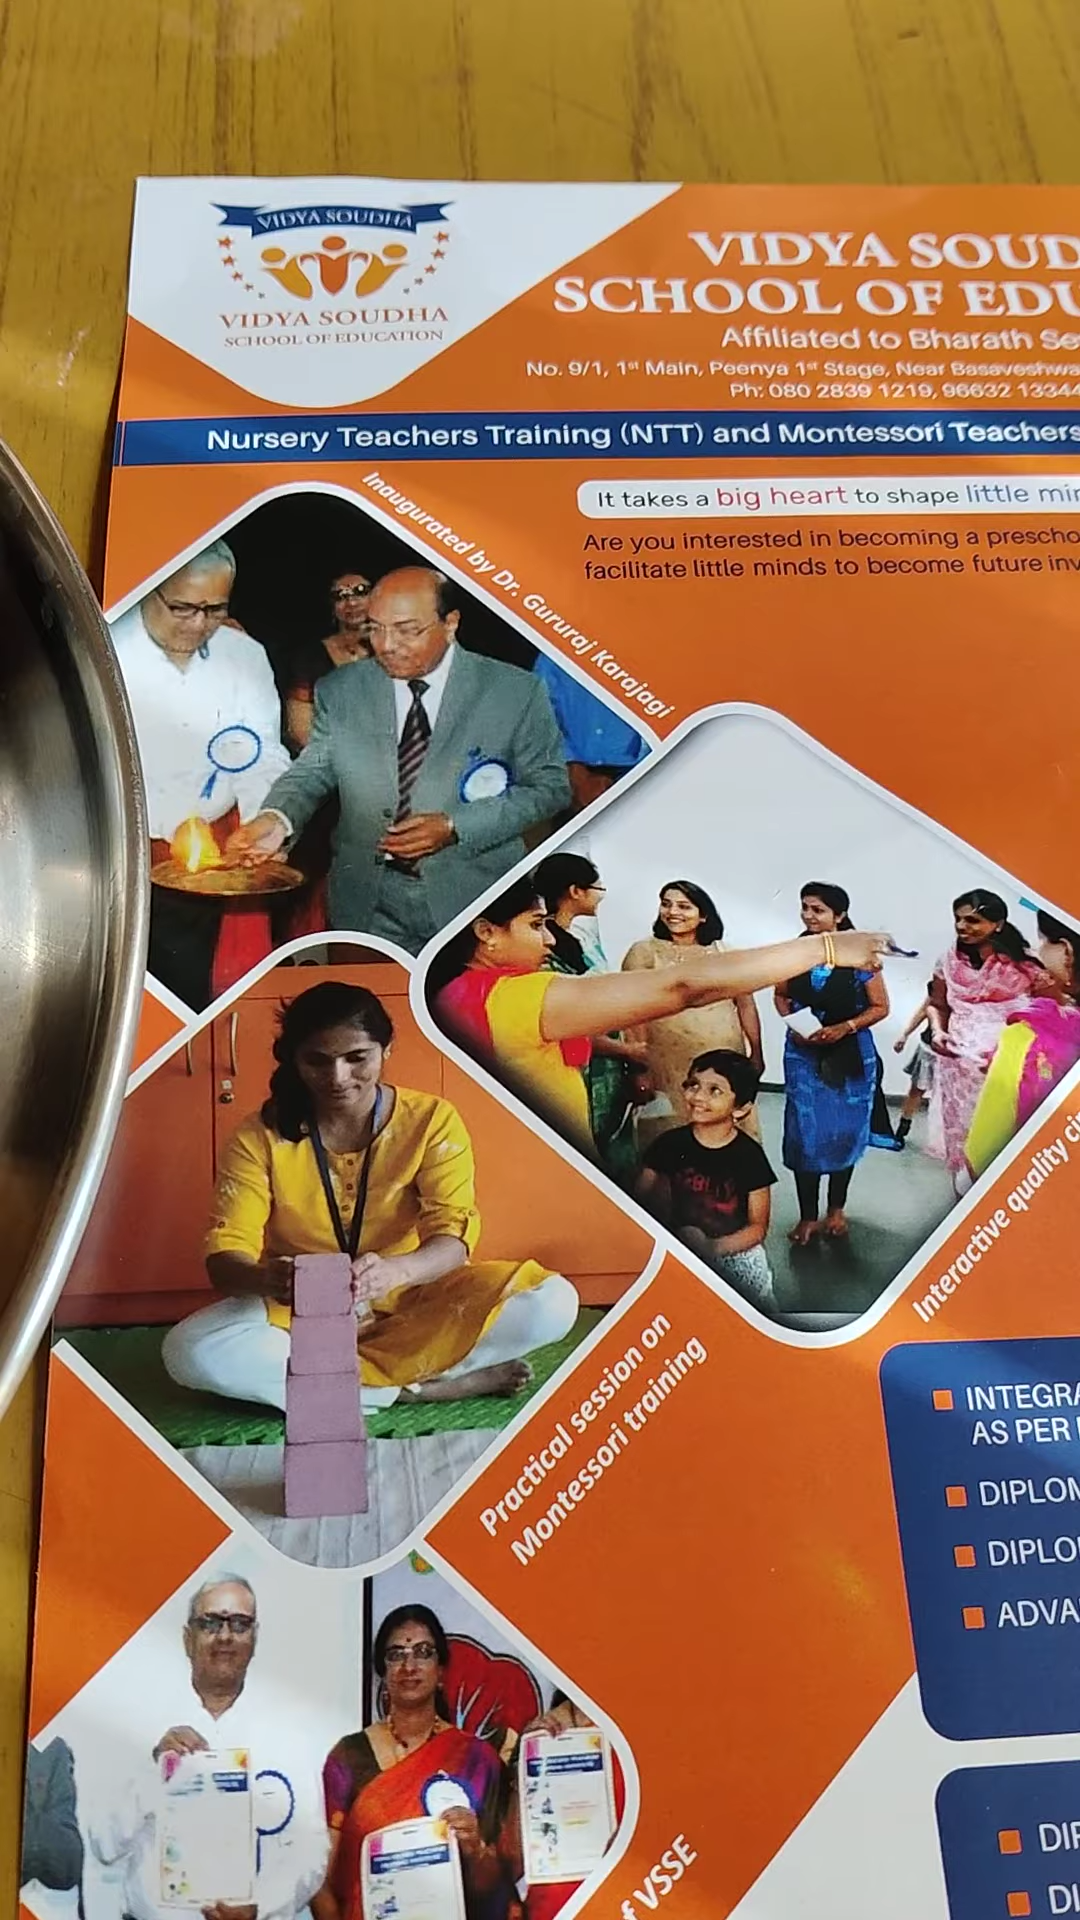 VIDYA SOUDHA
VIDYA SOUDHA
SCHOOL OF EDUCATION
VIDYA SOUD
SCHOOL OF EDU
Affiliated to Bharath Se
No. 9/1, 1st Main, Peenya 1st Stage, Near Basaveshwa
Ph: 080 2839 1219, 96632 13344
Nursery Teachers Training (NTT) and Montessori Teachers
It takes a big heart to shape little min
Are you interested in becoming a prescho
facilitate little minds to become future inv
Inaugurated by Dr. Gururaj Karajagi
Interactive quality ci
Practical session on
Montessori training
INTEGRA
AS PER
DIPLOM
DIPLO
ADVA
f VSSE
DIP
DI